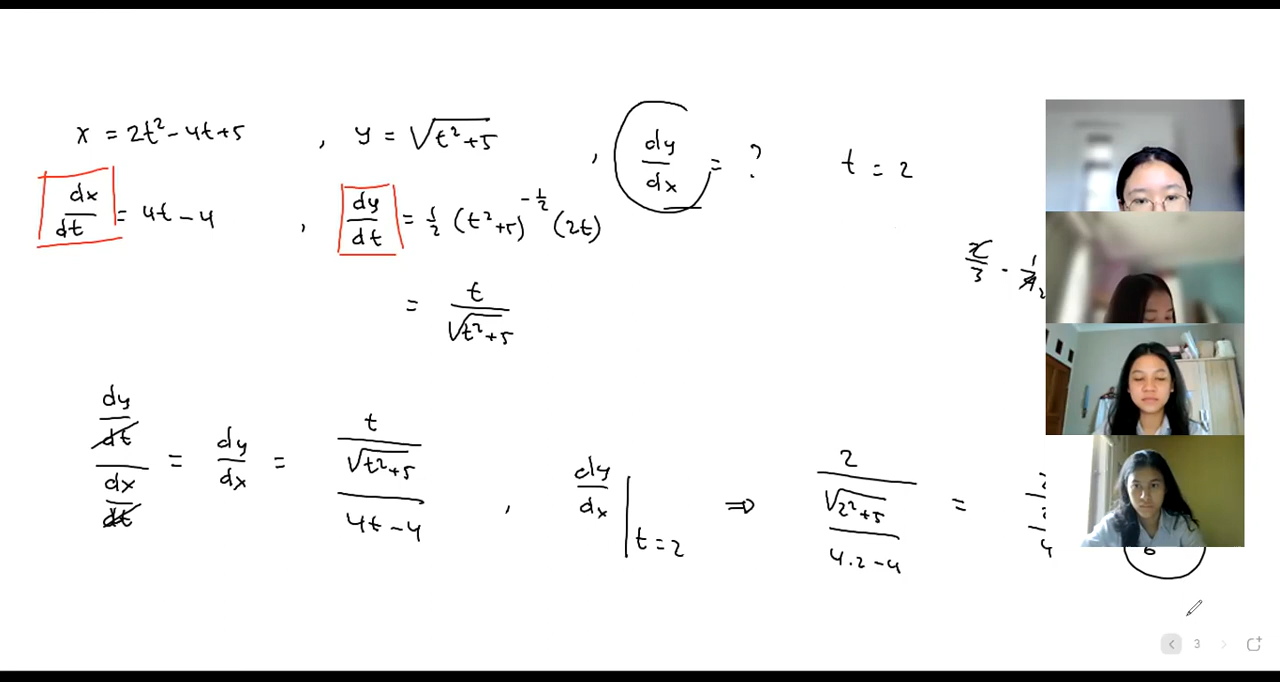 x = 2t² - 4t + 5 , y = √(t² + 5) , dy/dx = ? t = 2
dx/dt = 4t - 4 , dy/dt = 1/2 (t² + 5)^(-1/2) (2t)
= t/√(t² + 5)
(dy/dt)/(dx/dt) = dy/dx = (t/√(t² + 5))/(4t - 4) , dy/dx | t = 2 ⇒ (2/√(2² + 5))/(4.2 - 4) =
6
3